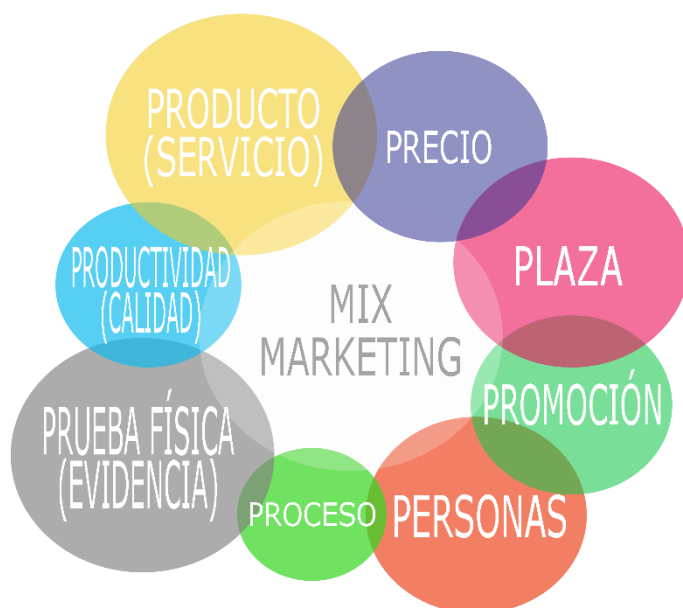 PRODUCTO
(SERVICIO)
PRECIO
PLAZA
PROMOCIÓN
PERSONAS
PROCESO
PRUEBA FÍSICA
(EVIDENCIA)
PRODUCTIVIDAD
(CALIDAD)
MIX
MARKETING